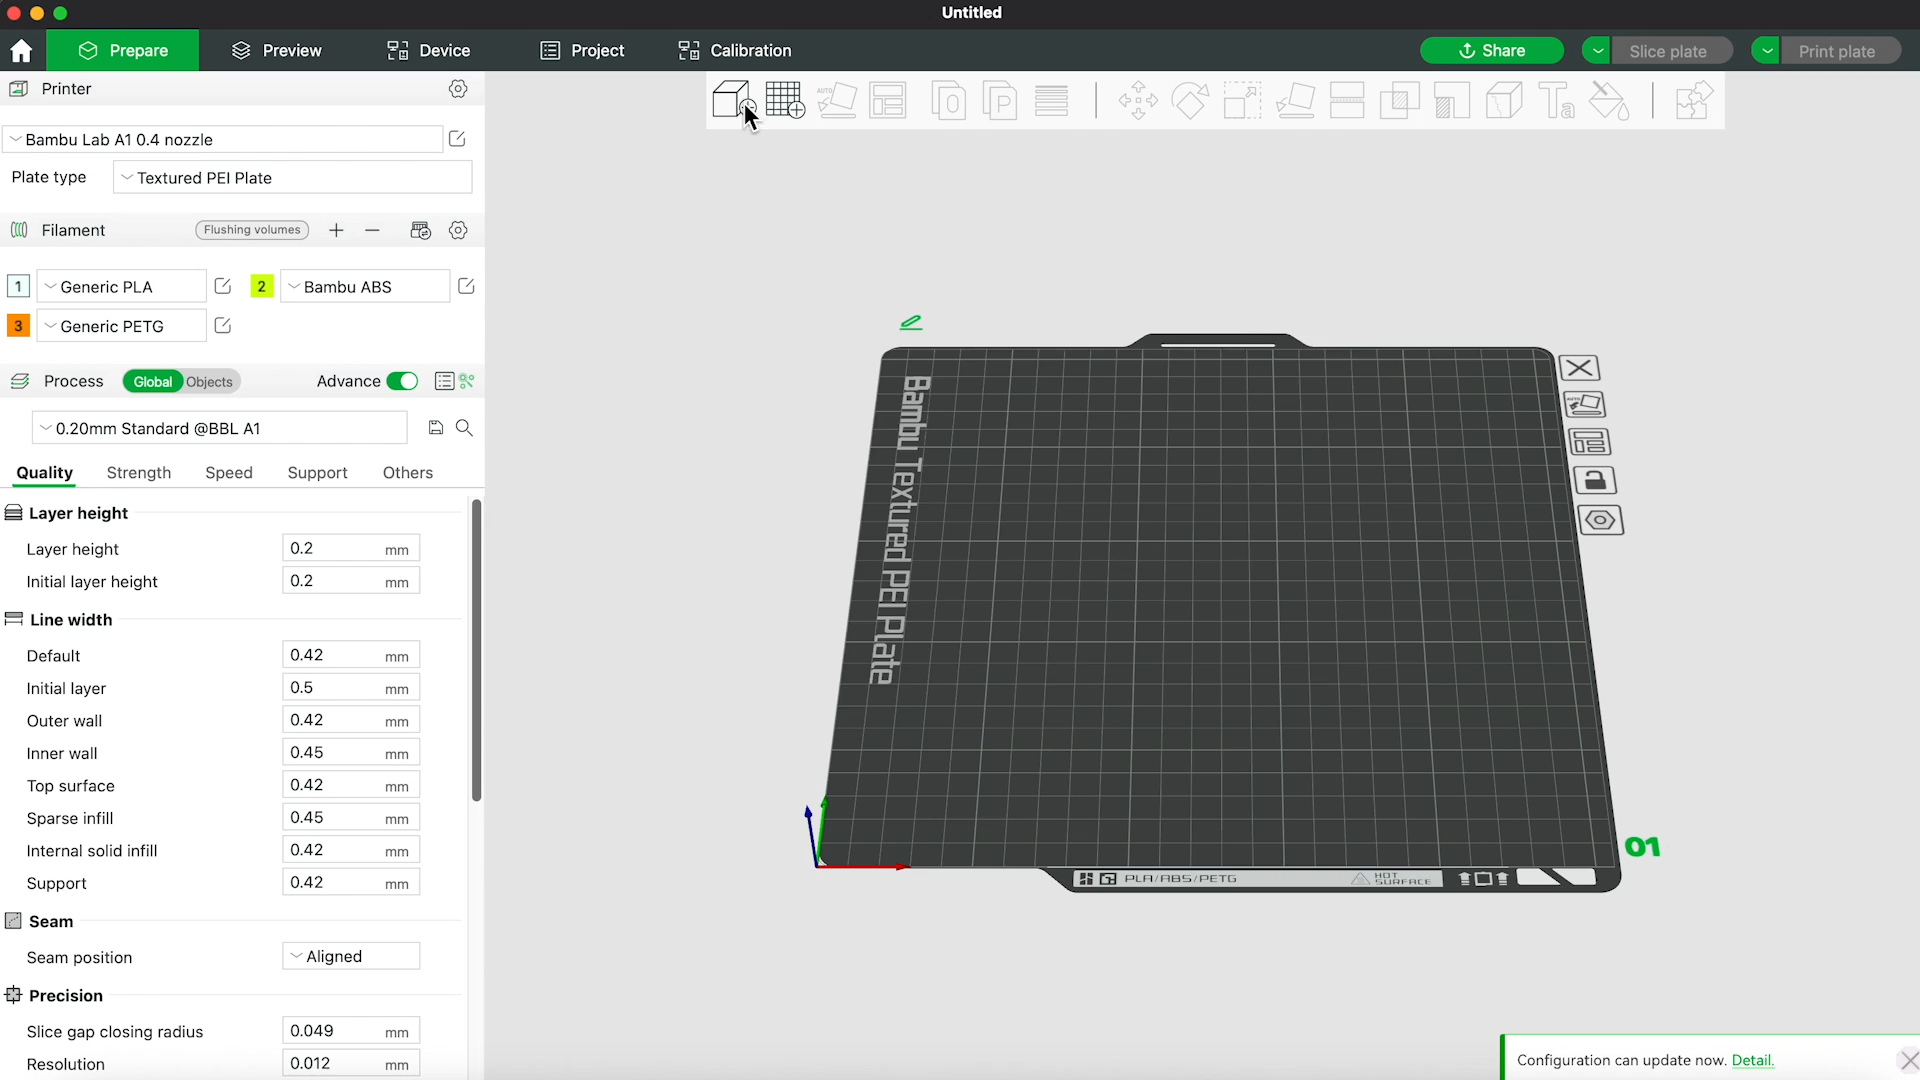 Untitled
Prepare Preview Device Project Calibration Share Slice plate Print plate
Printer
Bambu Lab A1 0.4 nozzle
Plate type Textured PEI Plate
Filament Flushing volumes
1 Generic PLA 2 Bambu ABS
3 Generic PETG
Process Global Objects Advance
0.20mm Standard @BBL A1
Quality Strength Speed Support Others
Layer height
Layer height 0.2 mm
Initial layer height 0.2 mm
Line width
Default 0.42 mm
Initial layer 0.5 mm
Outer wall 0.42 mm
Inner wall 0.45 mm
Top surface 0.42 mm
Sparse infill 0.45 mm
Internal solid infill 0.42 mm
Support 0.42 mm
Seam
Seam position Aligned
Precision
Slice gap closing radius 0.049 mm
Resolution 0.012 mm
AUTO
O
P
Ta
Bambu Textured PEI Plate
AUTO
01
PLA/ABS/PETG
HOT
SURFACE
Configuration can update now. Detail.